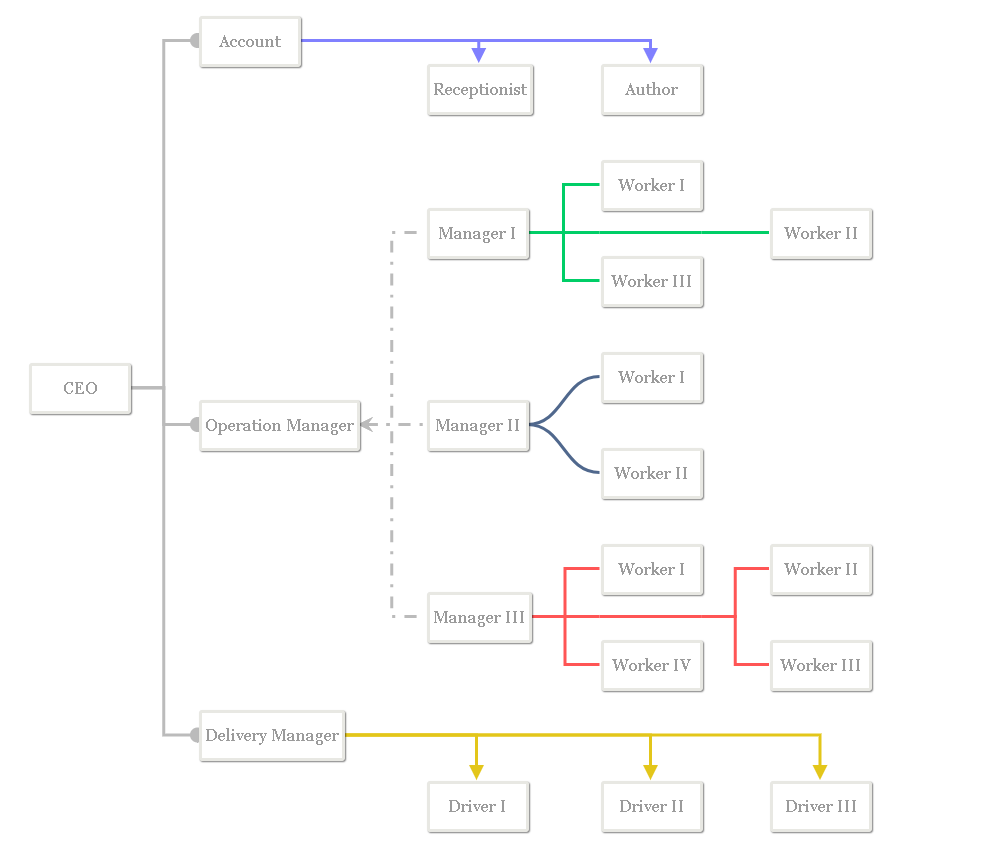 Account
Receptionist
Author
Worker I
Manager I
Worker II
Worker III
Worker I
CEO
Operation Manager
Manager II
Worker II
Worker I
Worker II
Manager III
Worker IV
Worker III
Delivery Manager
Driver I
Driver II
Driver III